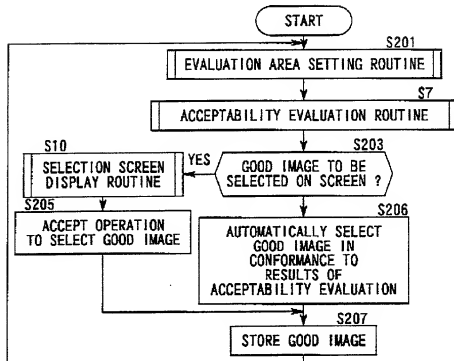 START
S201
EVALUATION AREA SETTING ROUTINE
S7
ACCEPTABILITY EVALUATION ROUTINE
S10
SELECTION SCREEN
DISPLAY ROUTINE
YES
S203
GOOD IMAGE TO BE
SELECTED ON SCREEN ?
S205
ACCEPT OPERATION
TO SELECT GOOD IMAGE
S206
AUTOMATICALLY SELECT
GOOD IMAGE IN
CONFORMANCE TO
RESULTS OF
ACCEPTABILITY EVALUATION
S207
STORE GOOD IMAGE